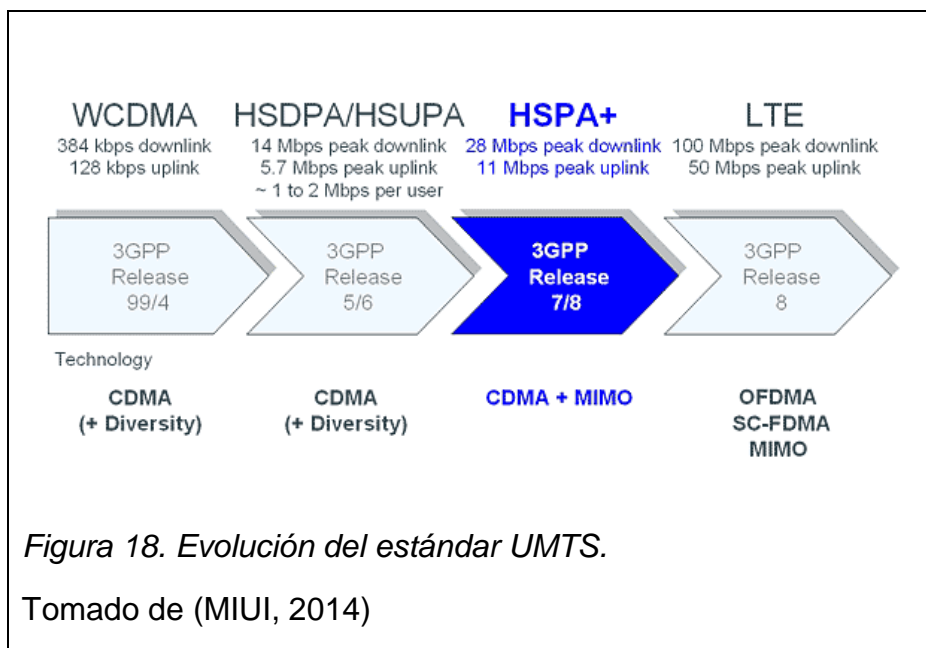 WCDMA
384 kbps downlink
128 kbps uplink
HSDPA/HSUPA
14 Mbps peak downlink
5.7 Mbps peak uplink
~ 1 to 2 Mbps per user
HSPA+
28 Mbps peak downlink
11 Mbps peak uplink
LTE
100 Mbps peak downlink
50 Mbps peak uplink
3GPP
Release
99/4
3GPP
Release
5/6
3GPP
Release
7/8
3GPP
Release
8
Technology
CDMA
(+ Diversity)
CDMA
(+ Diversity)
CDMA + MIMO
OFDMA
SC-FDMA
MIMO
Figura 18. Evolución del estándar UMTS.
Tomado de (MIUI, 2014)